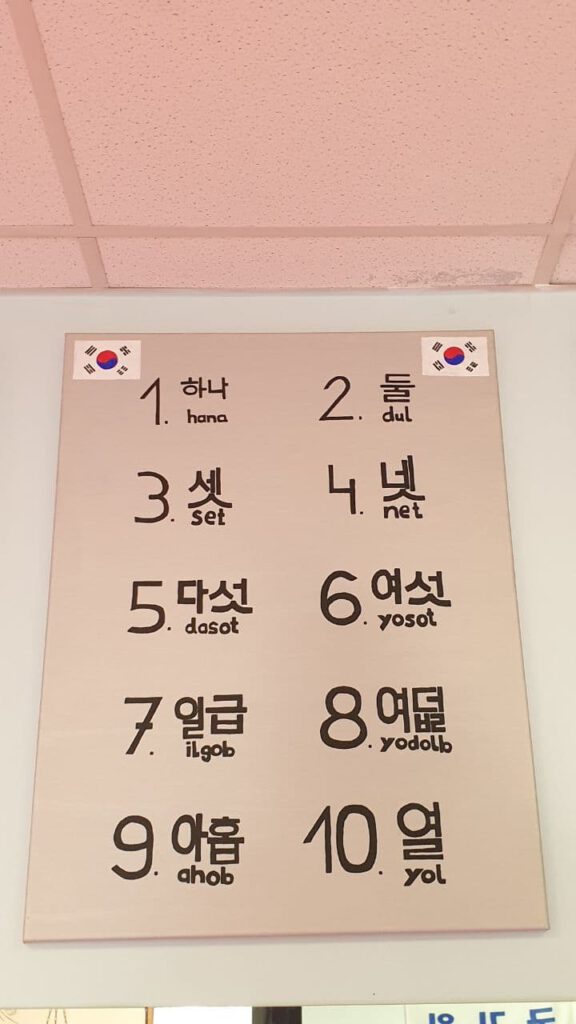 1. 하나
hana
2. 둘
dul
3. 셋
set
4. 넷
net
5. 다섯
dasot
6. 여섯
yosot
7. 일급
ilgob
8. 여덟
yodolb
9. 아홉
ahob
10. 열
yol